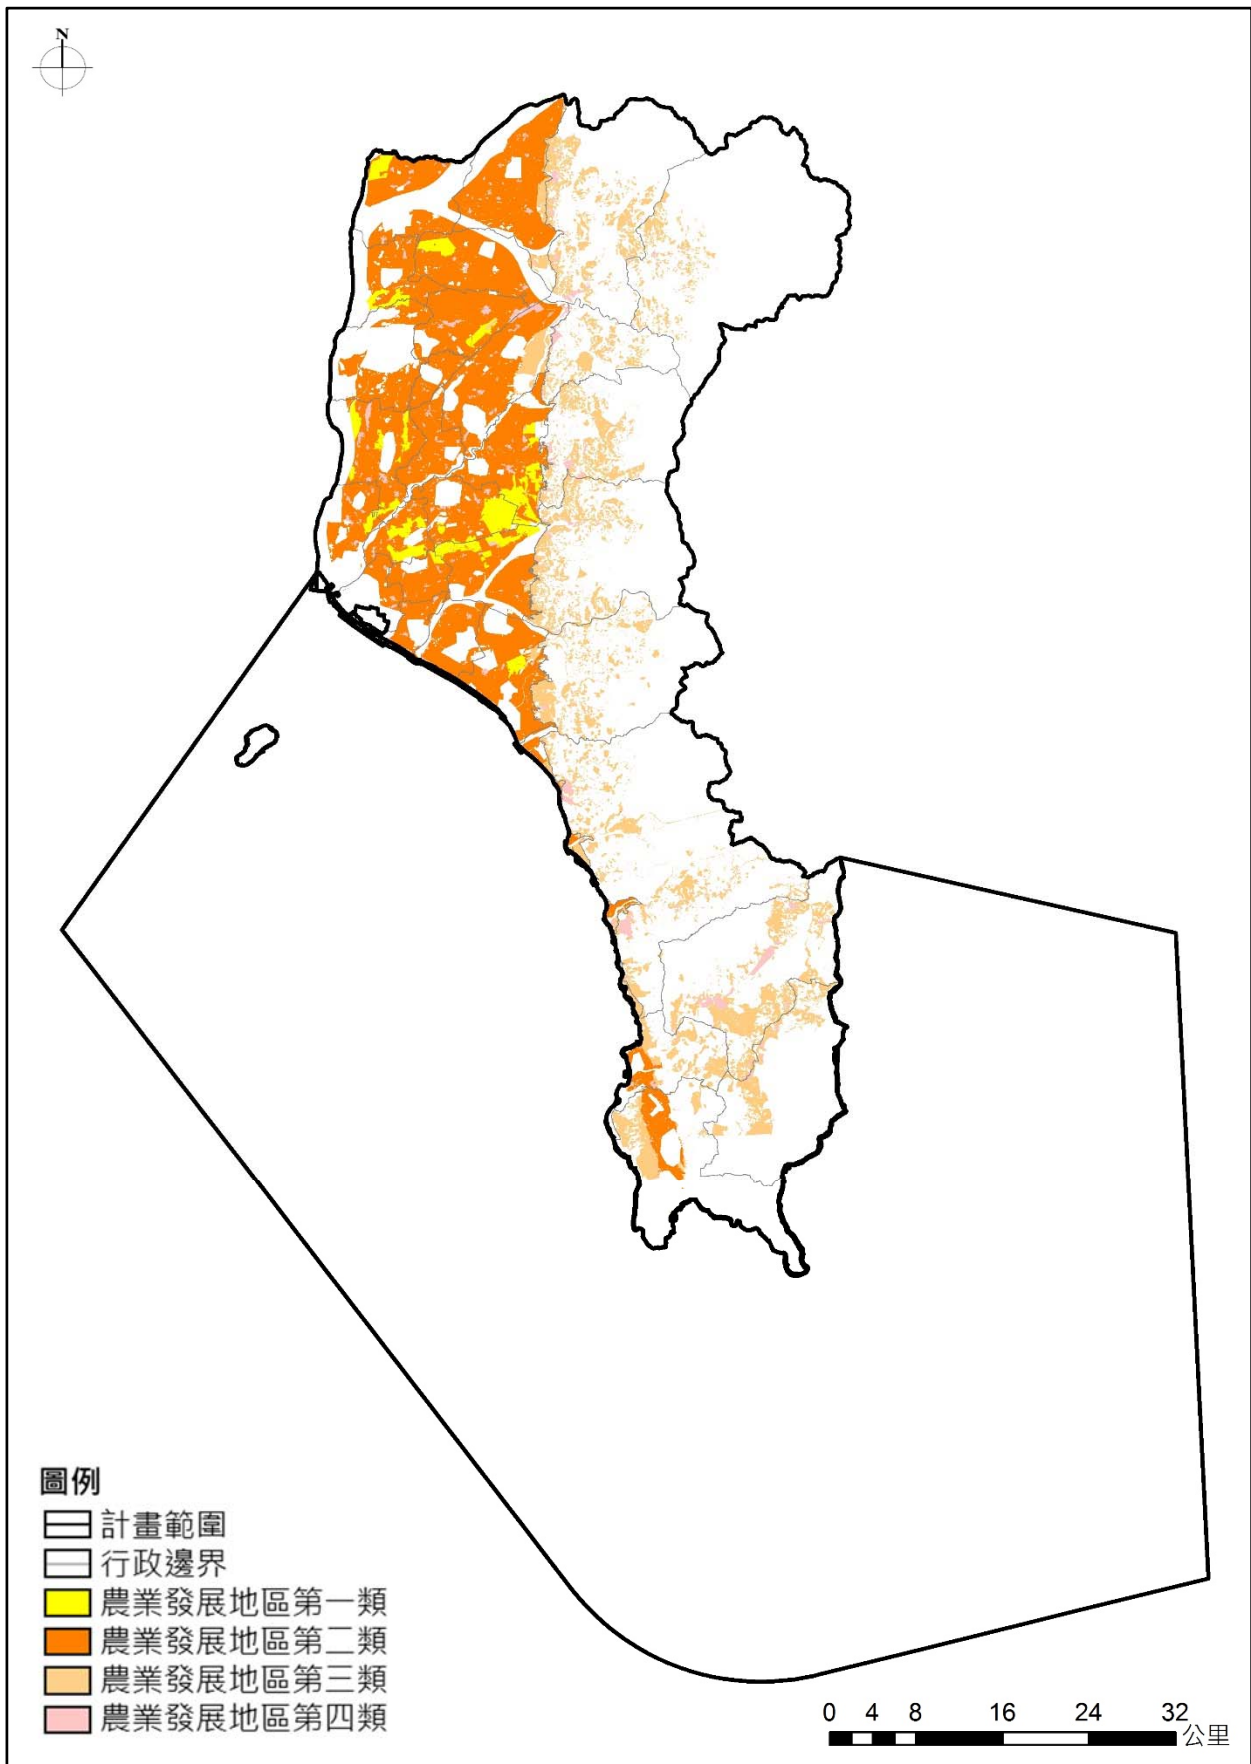 N
圖例
計畫範圍
行政邊界
農業發展地區第一類
農業發展地區第二類
農業發展地區第三類
農業發展地區第四類
0 4 8 16 24 32
公里